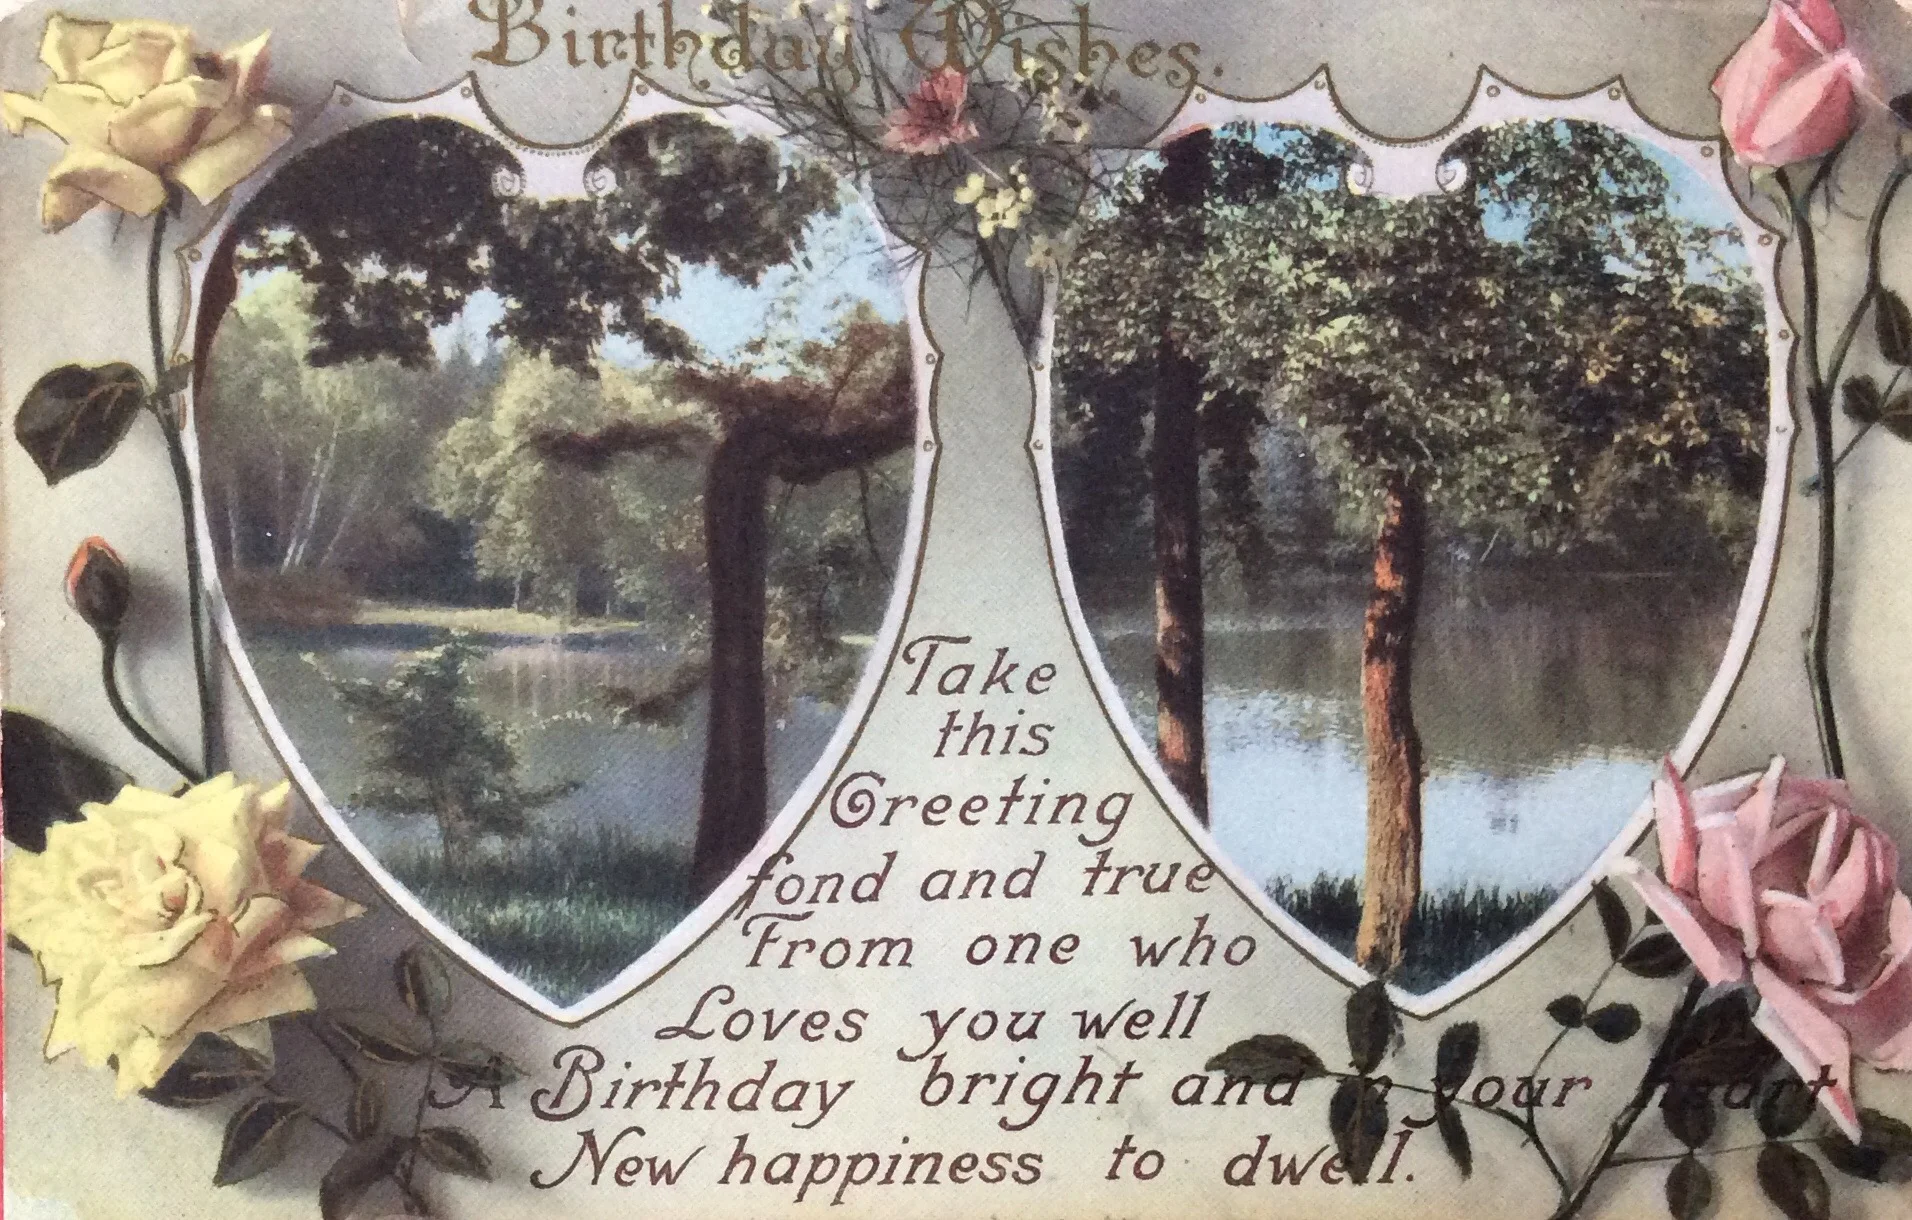 Birthday Wishes.
Take
this
Greeting
fond and true
From one who
Loves you well
A Birthday bright and in your heart
New happiness to dwell.